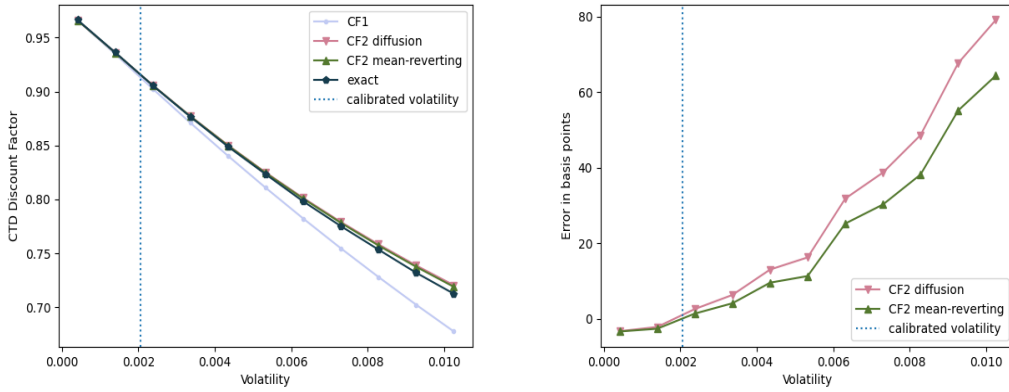 CTD Discount Factor
0.95
0.90
0.85
0.80
0.75
0.70
0.000
0.002
0.004
0.006
0.008
0.010
Volatility
CF1
CF2 diffusion
CF2 mean-reverting
exact
calibrated volatility
Error in basis points
80
60
40
20
0
0.000
0.002
0.004
0.006
0.008
0.010
Volatility
CF2 diffusion
CF2 mean-reverting
calibrated volatility